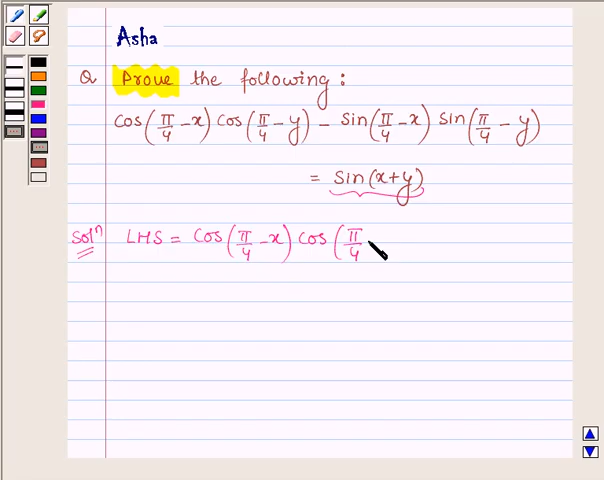 Asha
Q Prove the following :
cos(π/4 - x) cos(π/4 - y) - sin(π/4 - x) sin(π/4 - y)
= sin(x+y)
Solⁿ LHS = cos(π/4 - x) cos(π/4